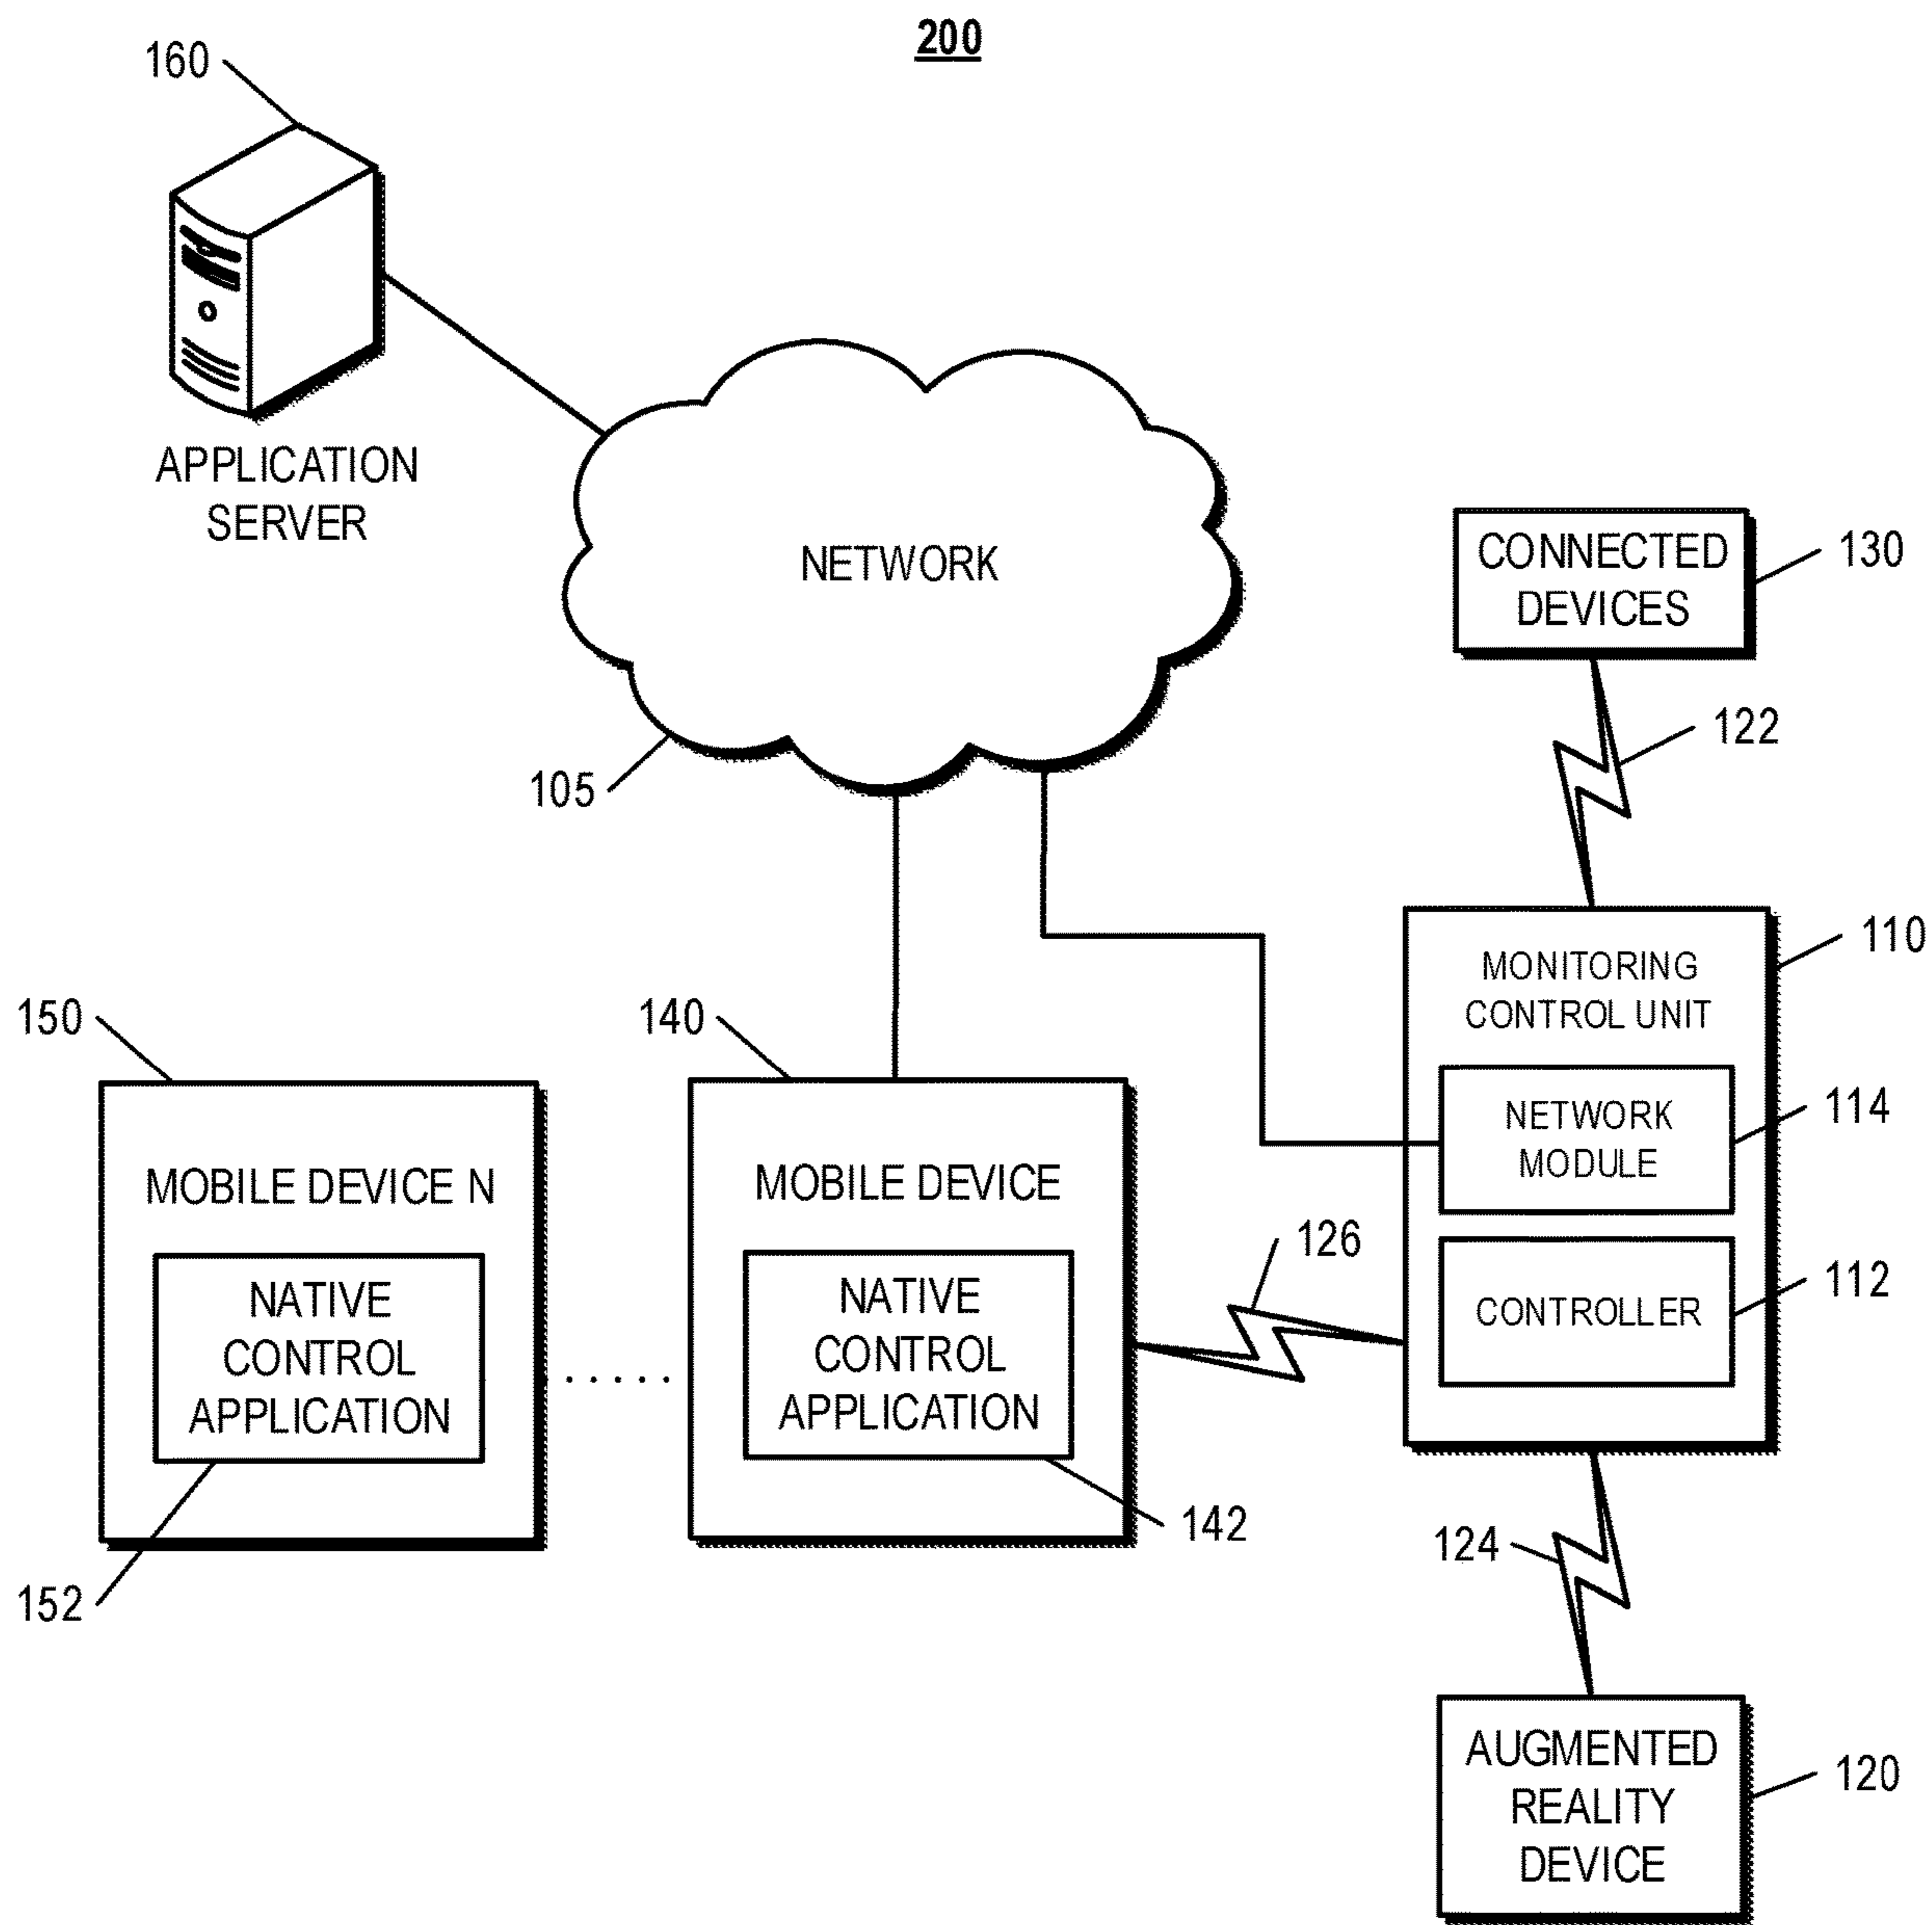 200
160
APPLICATION
SERVER
NETWORK
105
CONNECTED
DEVICES
130
122
110
MONITORING
CONTROL UNIT
NETWORK
MODULE
114
CONTROLLER
112
150
MOBILE DEVICE N
NATIVE
CONTROL
APPLICATION
152
.....
140
MOBILE DEVICE
NATIVE
CONTROL
APPLICATION
142
126
124
AUGMENTED
REALITY
DEVICE
120